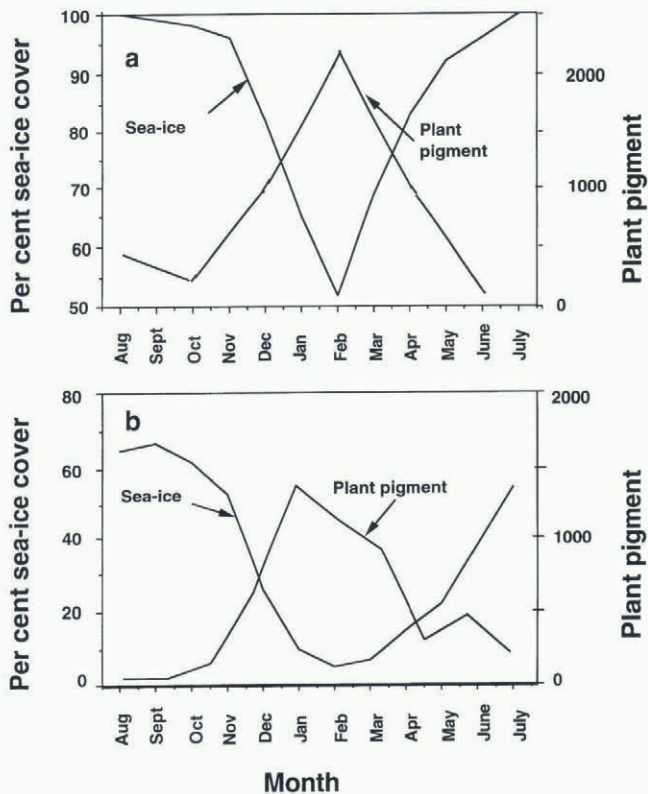 Per cent sea-ice cover
100
90
80
70
60
50
a
Sea-ice
Plant
pigment
2000
1000
0
Plant pigment
Aug
Sept
Oct
Nov
Dec
Jan
Feb
Mar
Apr
May
June
July
Per cent sea-ice cover
80
60
40
20
0
b
Sea-ice
Plant pigment
2000
1000
0
Plant pigment
Aug
Sept
Oct
Nov
Dec
Jan
Feb
Mar
Apr
May
June
July
Month